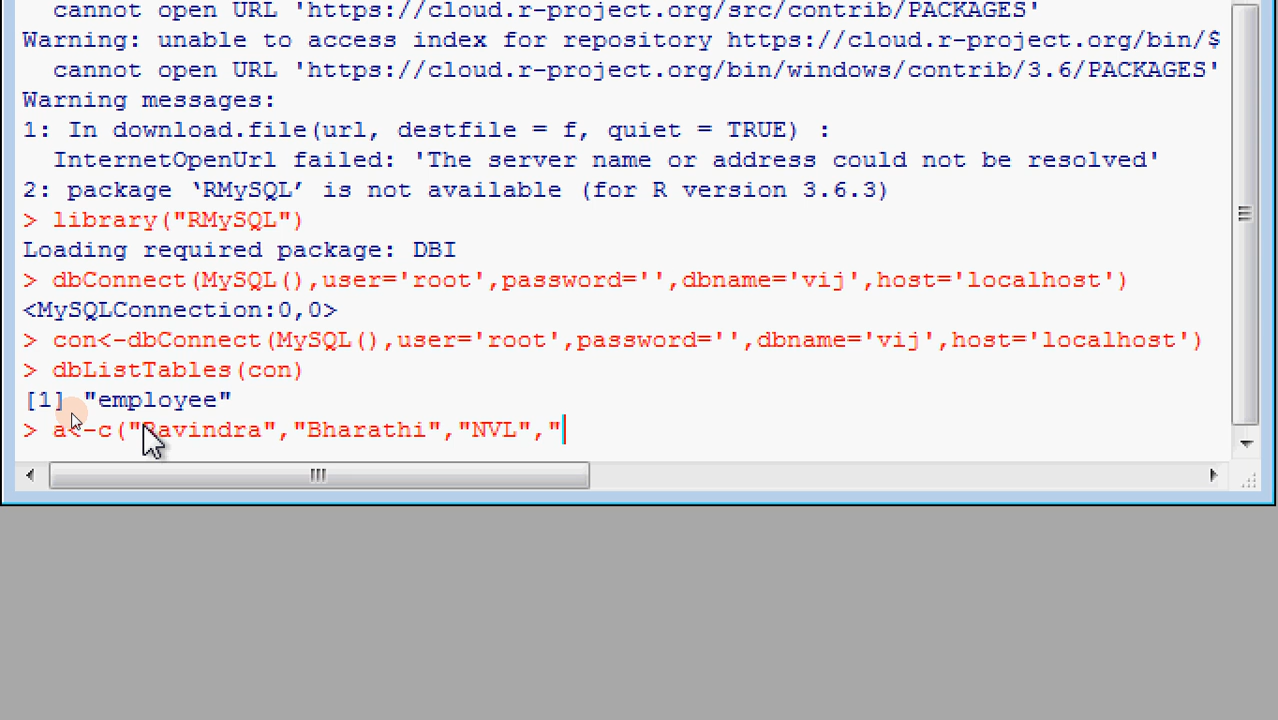 cannot open URL 'https://cloud.r-project.org/src/contrib/PACKAGES'
Warning: unable to access index for repository https://cloud.r-project.org/bin/$
cannot open URL 'https://cloud.r-project.org/bin/windows/contrib/3.6/PACKAGES'
Warning messages:
1: In download.file(url, destfile = f, quiet = TRUE) :
InternetOpenUrl failed: 'The server name or address could not be resolved'
2: package ‘RMySQL’ is not available (for R version 3.6.3)
> library("RMySQL")
Loading required package: DBI
> dbConnect(MySQL(),user='root',password='',dbname='vij',host='localhost')
<MySQLConnection:0,0>
> con<-dbConnect(MySQL(),user='root',password='',dbname='vij',host='localhost')
> dbListTables(con)
[1] "employee"
> a<-c("Ravindra","Bharathi","NVL","